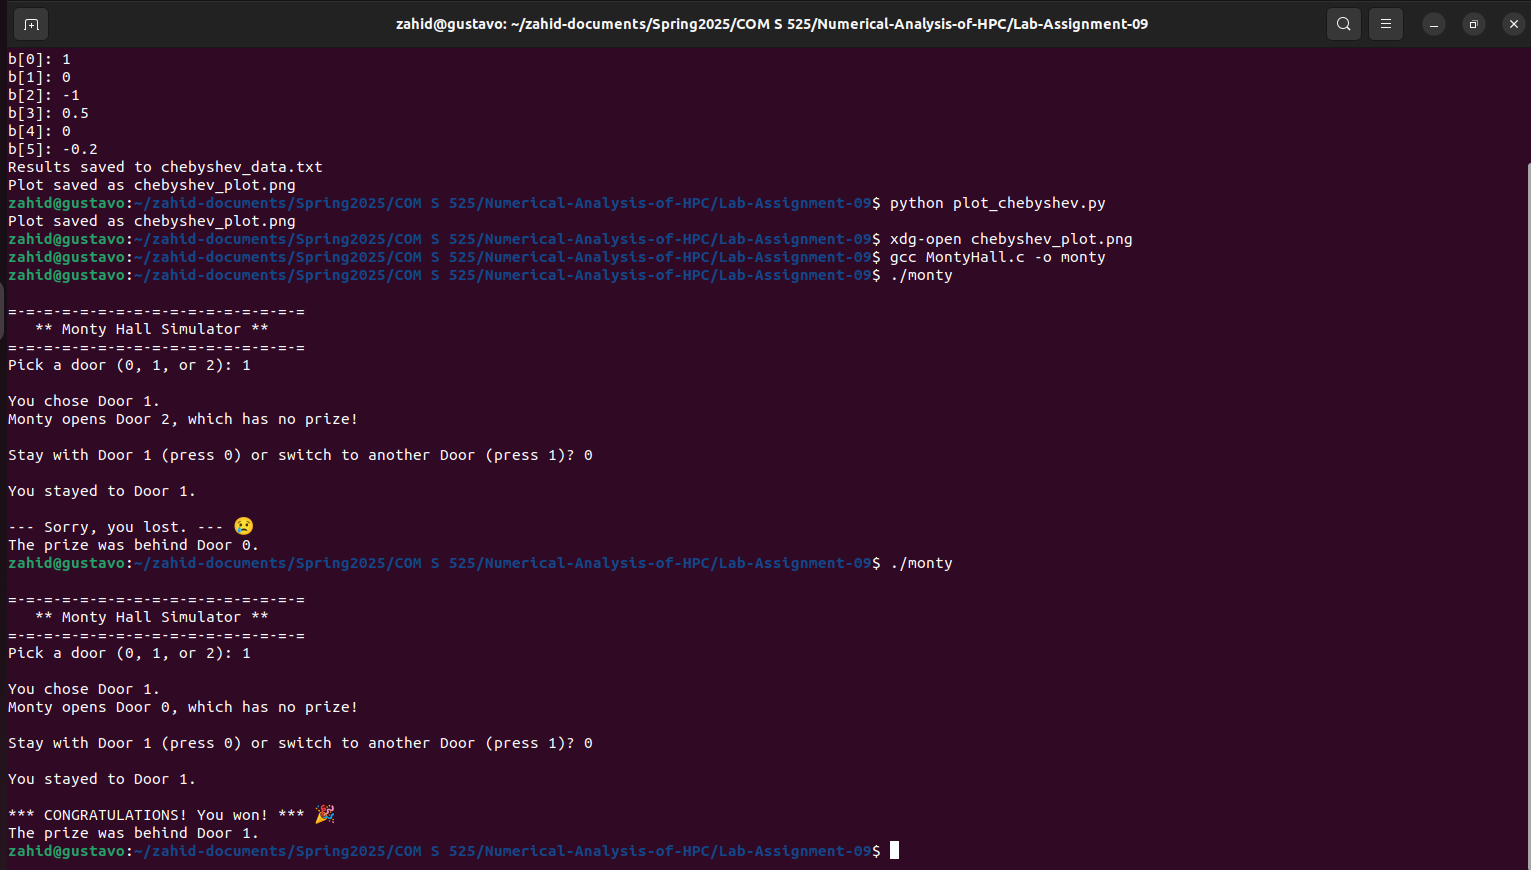 zahid@gustavo: ~/zahid-documents/Spring2025/COM S 525/Numerical-Analysis-of-HPC/Lab-Assignment-09
b[0]: 1
b[1]: 0
b[2]: -1
b[3]: 0.5
b[4]: 0
b[5]: -0.2
Results saved to chebyshev_data.txt
Plot saved as chebyshev_plot.png
zahid@gustavo:~/zahid-documents/Spring2025/COM S 525/Numerical-Analysis-of-HPC/Lab-Assignment-09$ python plot_chebyshev.py
Plot saved as chebyshev_plot.png
zahid@gustavo:~/zahid-documents/Spring2025/COM S 525/Numerical-Analysis-of-HPC/Lab-Assignment-09$ xdg-open chebyshev_plot.png
zahid@gustavo:~/zahid-documents/Spring2025/COM S 525/Numerical-Analysis-of-HPC/Lab-Assignment-09$ gcc MontyHall.c -o monty
zahid@gustavo:~/zahid-documents/Spring2025/COM S 525/Numerical-Analysis-of-HPC/Lab-Assignment-09$ ./monty
=-=-=-=-=-=-=-=-=-=-=-=-=-=-=-=-=
** Monty Hall Simulator **
=-=-=-=-=-=-=-=-=-=-=-=-=-=-=-=-=
Pick a door (0, 1, or 2): 1
You chose Door 1.
Monty opens Door 2, which has no prize!
Stay with Door 1 (press 0) or switch to another Door (press 1)? 0
You stayed to Door 1.
--- Sorry, you lost. --- 😢
The prize was behind Door 0.
zahid@gustavo:~/zahid-documents/Spring2025/COM S 525/Numerical-Analysis-of-HPC/Lab-Assignment-09$ ./monty
=-=-=-=-=-=-=-=-=-=-=-=-=-=-=-=-=
** Monty Hall Simulator **
=-=-=-=-=-=-=-=-=-=-=-=-=-=-=-=-=
Pick a door (0, 1, or 2): 1
You chose Door 1.
Monty opens Door 0, which has no prize!
Stay with Door 1 (press 0) or switch to another Door (press 1)? 0
You stayed to Door 1.
*** CONGRATULATIONS! You won! *** 🎉
The prize was behind Door 1.
zahid@gustavo:~/zahid-documents/Spring2025/COM S 525/Numerical-Analysis-of-HPC/Lab-Assignment-09$